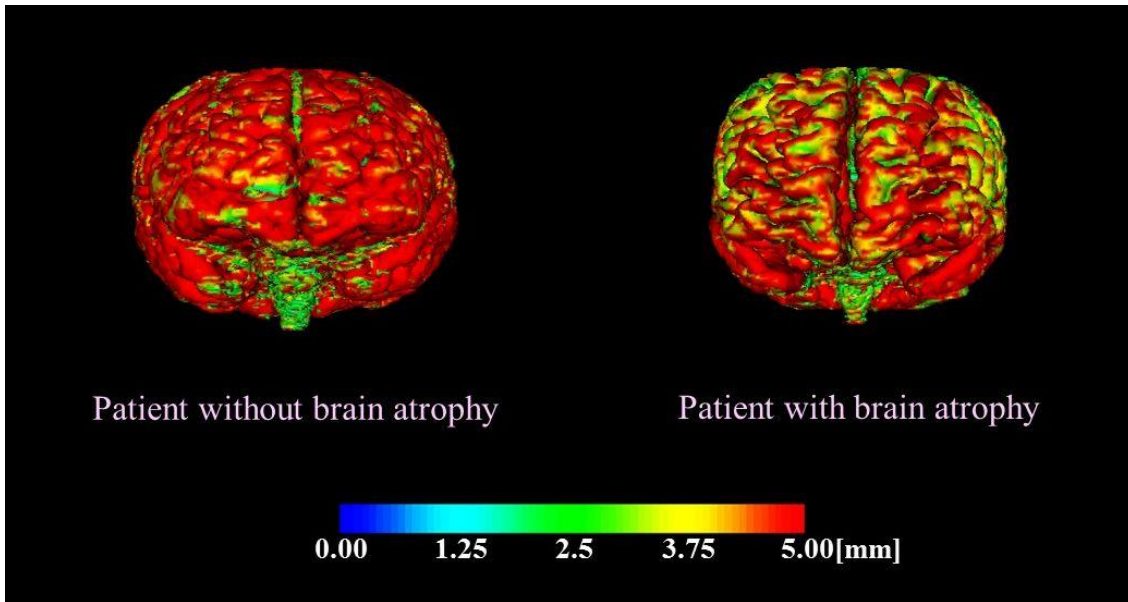 Patient without brain atrophy
Patient with brain atrophy
0.00 1.25 2.5 3.75 5.00[mm]